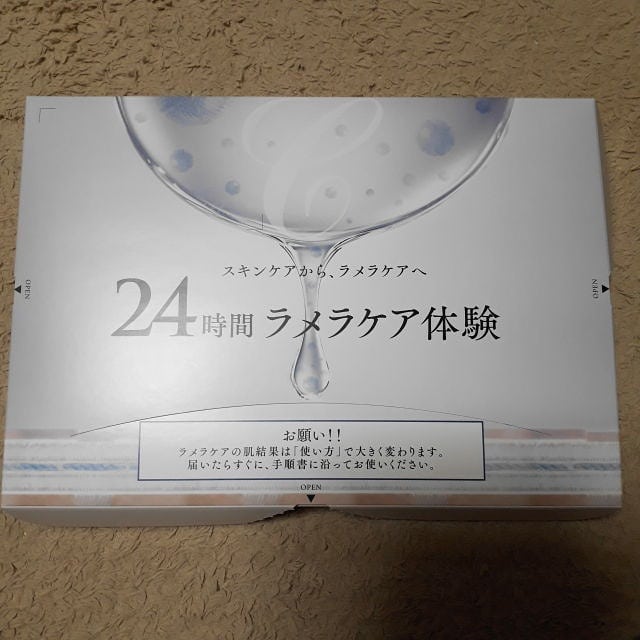 C
スキンケアから、ラメラケアへ
24時間 ラメラケア体験
OPEN
OPEN
お願い!!
ラメラケアの肌結果は「使い方」で大きく変わります。
届いたらすぐに、手順書に沿ってお使いください。
OPEN